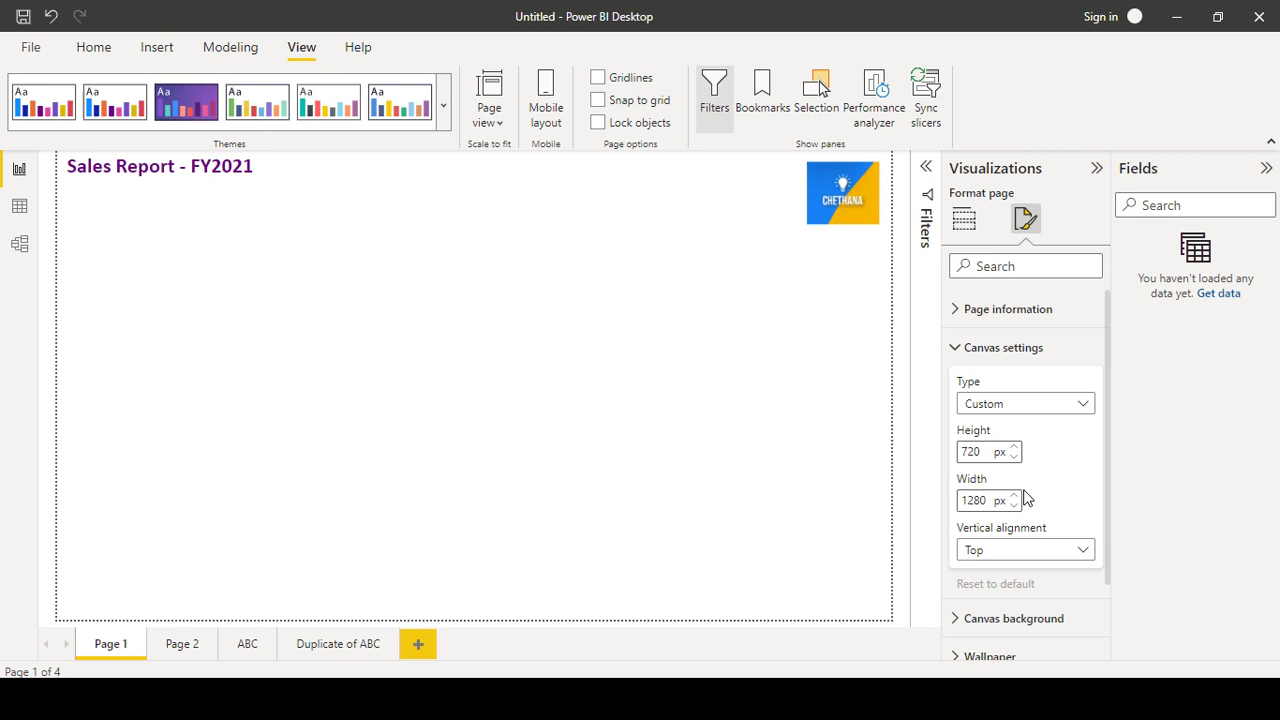 Untitled - Power BI Desktop
Sign in
File
Home
Insert
Modeling
View
Help
Aa
Aa
Aa
Aa
Aa
Aa
Themes
Page
view
Scale to fit
Mobile
layout
Mobile
Gridlines
Snap to grid
Lock objects
Page options
Filters
Bookmarks
Selection
Performance
analyzer
Sync
slicers
Show panes
Sales Report - FY2021
CHETHANA
Filters
Visualizations
Format page
Search
Page information
Canvas settings
Type
Custom
Height
720 px
Width
1280 px
Vertical alignment
Top
Reset to default
Canvas background
Wallpaper
Fields
Search
You haven't loaded any
data yet. Get data
Page 1
Page 2
ABC
Duplicate of ABC
Page 1 of 4